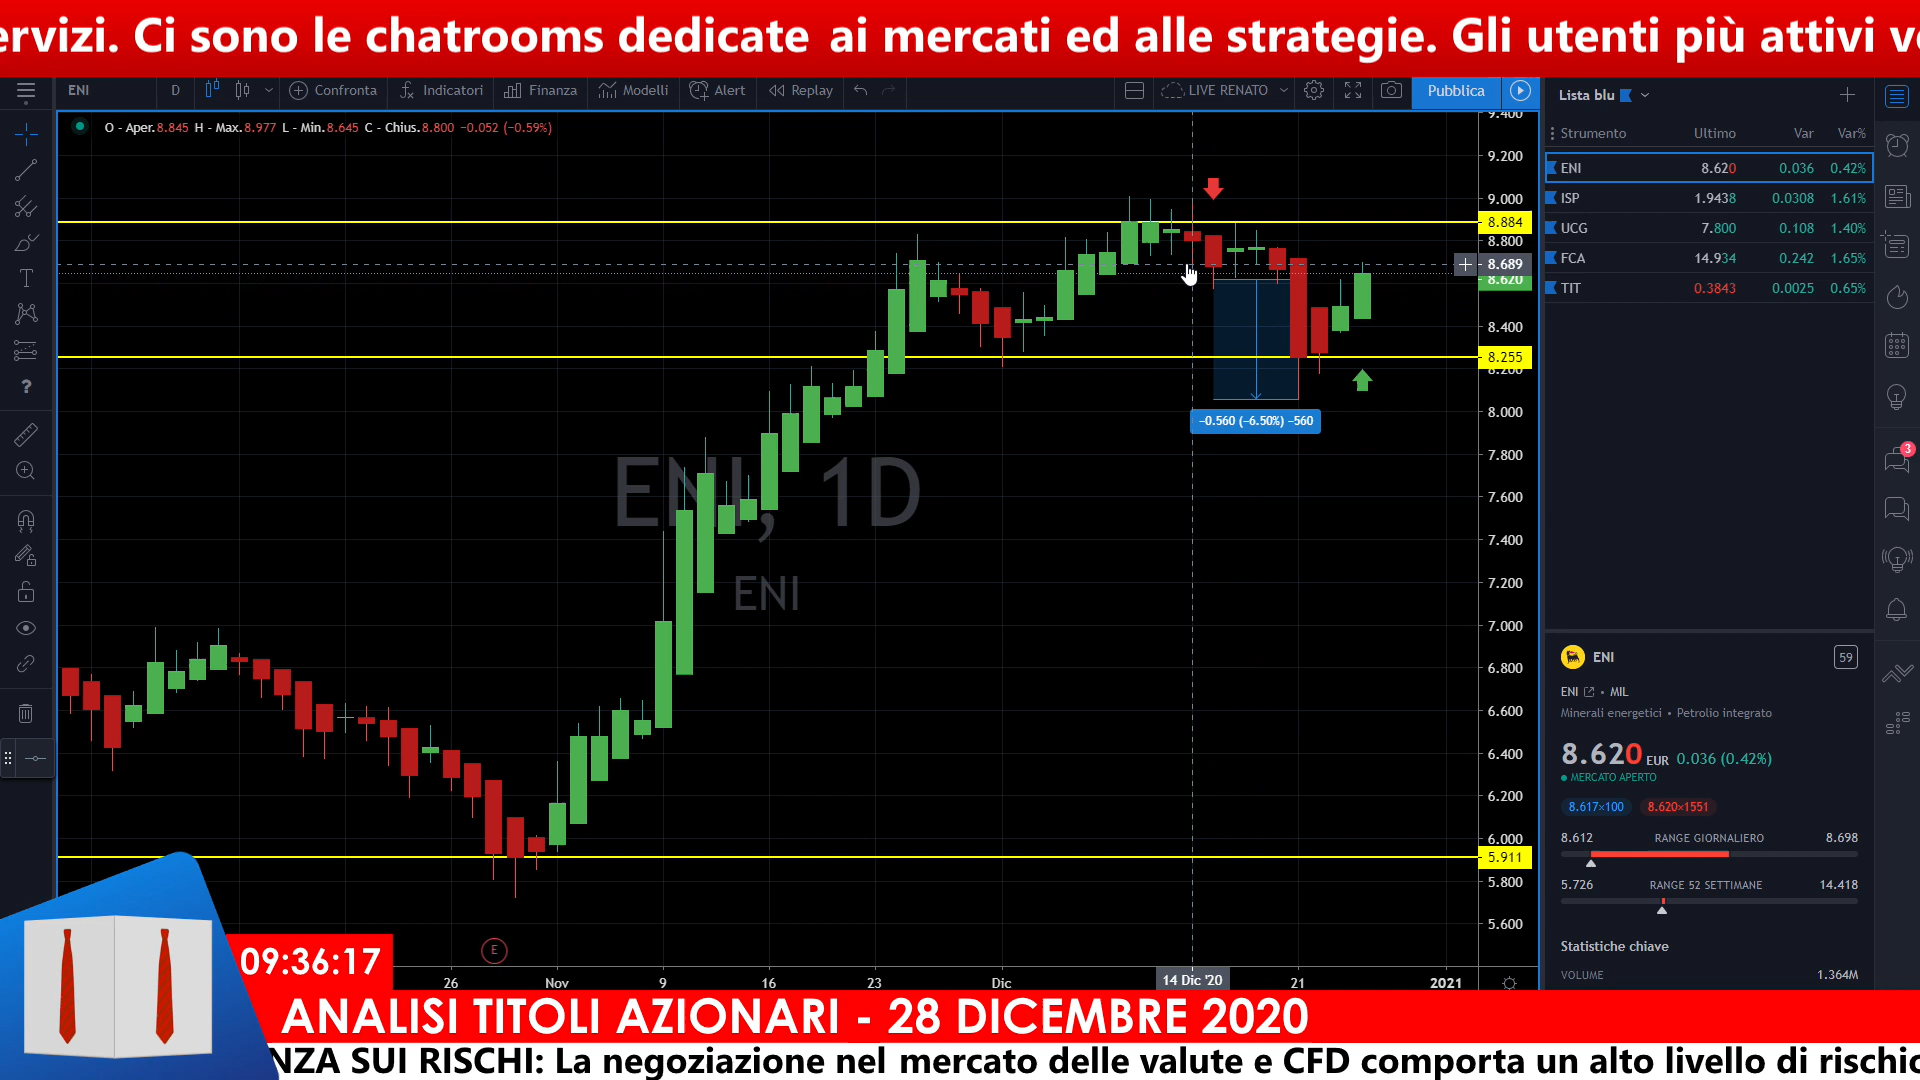 ervizi. Ci sono le chatrooms dedicate ai mercati ed alle strategie. Gli utenti più attivi v
ENI D Confronta Indicatori Finanza Modelli Alert Replay LIVE RENATO Pubblica
O - Aper.8.845 H - Max.8.977 L - Min.8.645 C - Chius.8.800 −0.052 (−0.59%)
Lista blu
Strumento Ultimo Var Var%
ENI 8.620 0.036 0.42%
ISP 1.9438 0.0308 1.61%
UCG 7.800 0.108 1.40%
FCA 14.934 0.242 1.65%
TIT 0.3843 0.0025 0.65%
9.400
9.200
9.000
8.884
8.800
8.689
8.620
8.400
8.255
8.200
8.000
7.800
7.600
7.400
7.200
7.000
6.800
6.600
6.400
6.200
6.000
5.911
5.800
5.600
−0.560 (−6.50%) −560
ENI, 1D
ENI
E
26 Nov 9 16 23 Dic 14 Dic '20 21 2021
3
ENI 59
ENI • MIL
Minerali energetici • Petrolio integrato
8.620 EUR 0.036 (0.42%)
MERCATO APERTO
8.617×100 8.620×1551
8.612 RANGE GIORNALIERO 8.698
5.726 RANGE 52 SETTIMANE 14.418
Statistiche chiave
VOLUME 1.364M
09:36:17
ANALISI TITOLI AZIONARI - 28 DICEMBRE 2020
NZA SUI RISCHI: La negoziazione nel mercato delle valute e CFD comporta un alto livello di rischio